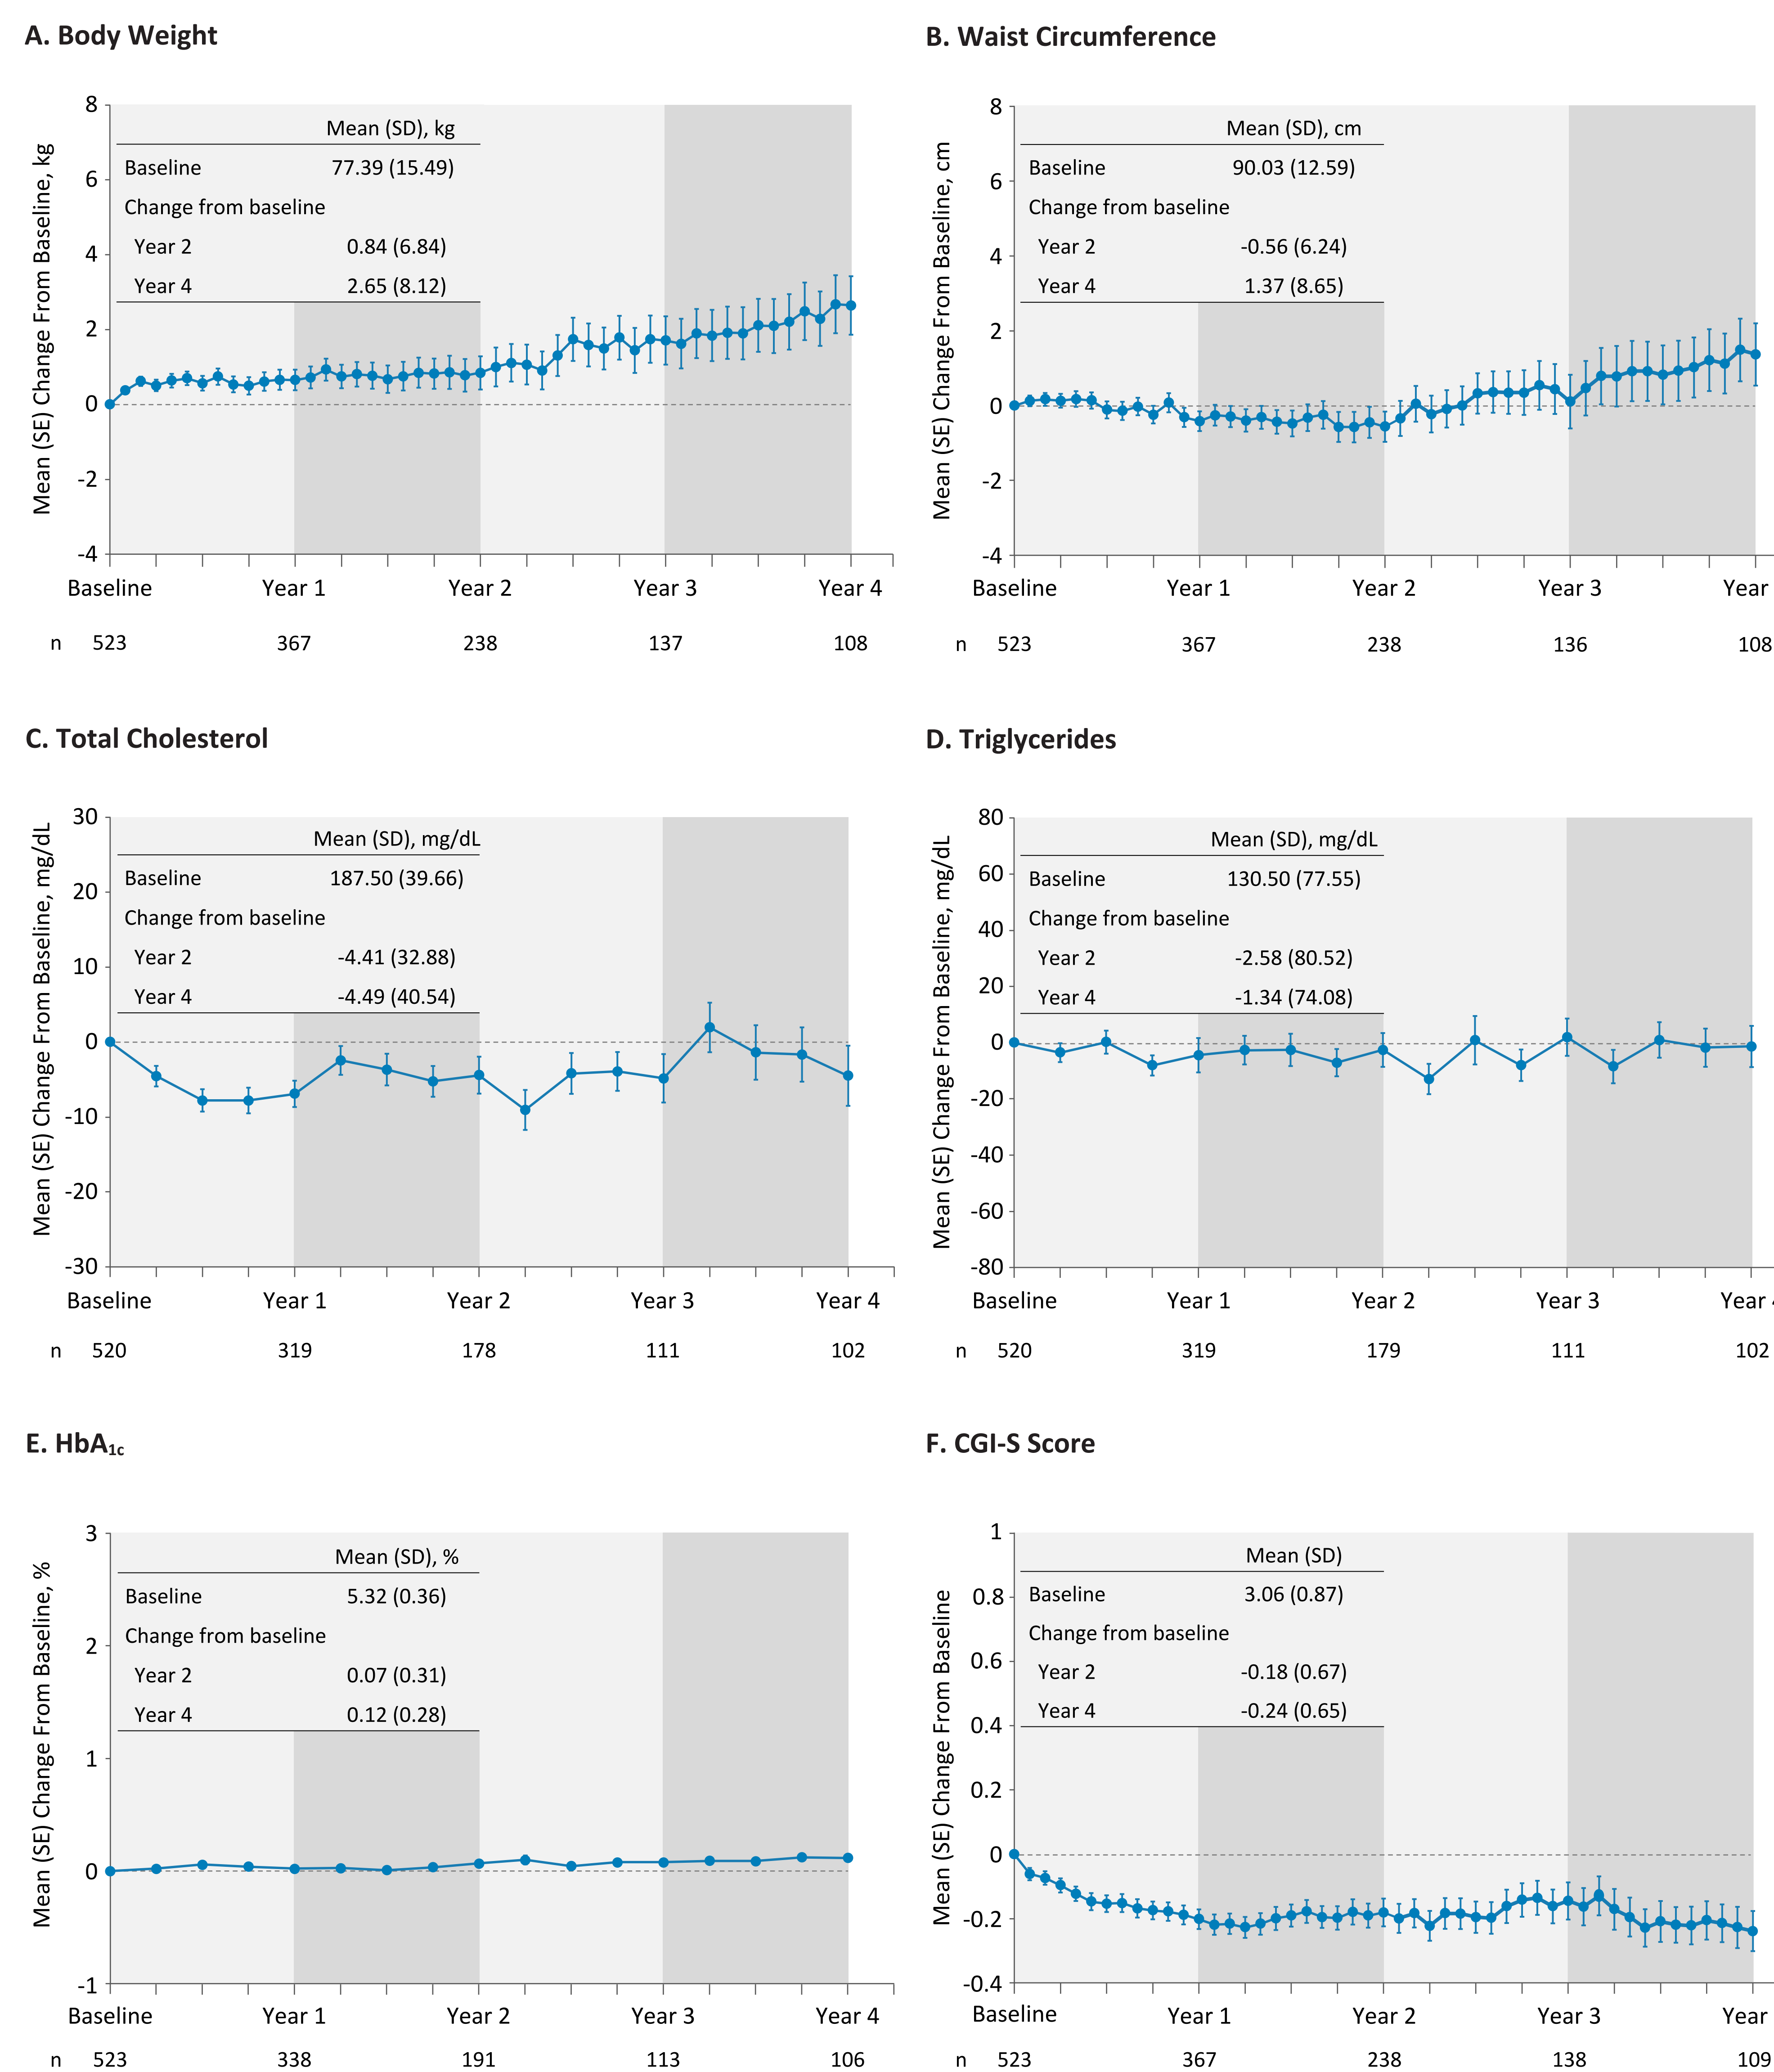 A. Body Weight
Mean (SE) Change From Baseline, kg
8
6
4
2
0
-2
-4
Mean (SD), kg
Baseline 77.39 (15.49)
Change from baseline
Year 2 0.84 (6.84)
Year 4 2.65 (8.12)
Baseline Year 1 Year 2 Year 3 Year 4
n 523 367 238 137 108
B. Waist Circumference
Mean (SE) Change From Baseline, cm
8
6
4
2
0
-2
-4
Mean (SD), cm
Baseline 90.03 (12.59)
Change from baseline
Year 2 -0.56 (6.24)
Year 4 1.37 (8.65)
Baseline Year 1 Year 2 Year 3 Year
n 523 367 238 136 108
C. Total Cholesterol
Mean (SE) Change From Baseline, mg/dL
30
20
10
0
-10
-20
-30
Mean (SD), mg/dL
Baseline 187.50 (39.66)
Change from baseline
Year 2 -4.41 (32.88)
Year 4 -4.49 (40.54)
Baseline Year 1 Year 2 Year 3 Year 4
n 520 319 178 111 102
D. Triglycerides
Mean (SE) Change From Baseline, mg/dL
80
60
40
20
0
-20
-40
-60
-80
Mean (SD), mg/dL
Baseline 130.50 (77.55)
Change from baseline
Year 2 -2.58 (80.52)
Year 4 -1.34 (74.08)
Baseline Year 1 Year 2 Year 3 Year 4
n 520 319 179 111 102
E. HbA1c
Mean (SE) Change From Baseline, %
3
2
1
0
-1
Mean (SD), %
Baseline 5.32 (0.36)
Change from baseline
Year 2 0.07 (0.31)
Year 4 0.12 (0.28)
Baseline Year 1 Year 2 Year 3 Year 4
n 523 338 191 113 106
F. CGI-S Score
Mean (SE) Change From Baseline
1
0.8
0.6
0.4
0.2
0
-0.2
-0.4
Mean (SD)
Baseline 3.06 (0.87)
Change from baseline
Year 2 -0.18 (0.67)
Year 4 -0.24 (0.65)
Baseline Year 1 Year 2 Year 3 Year
n 523 367 238 138 109